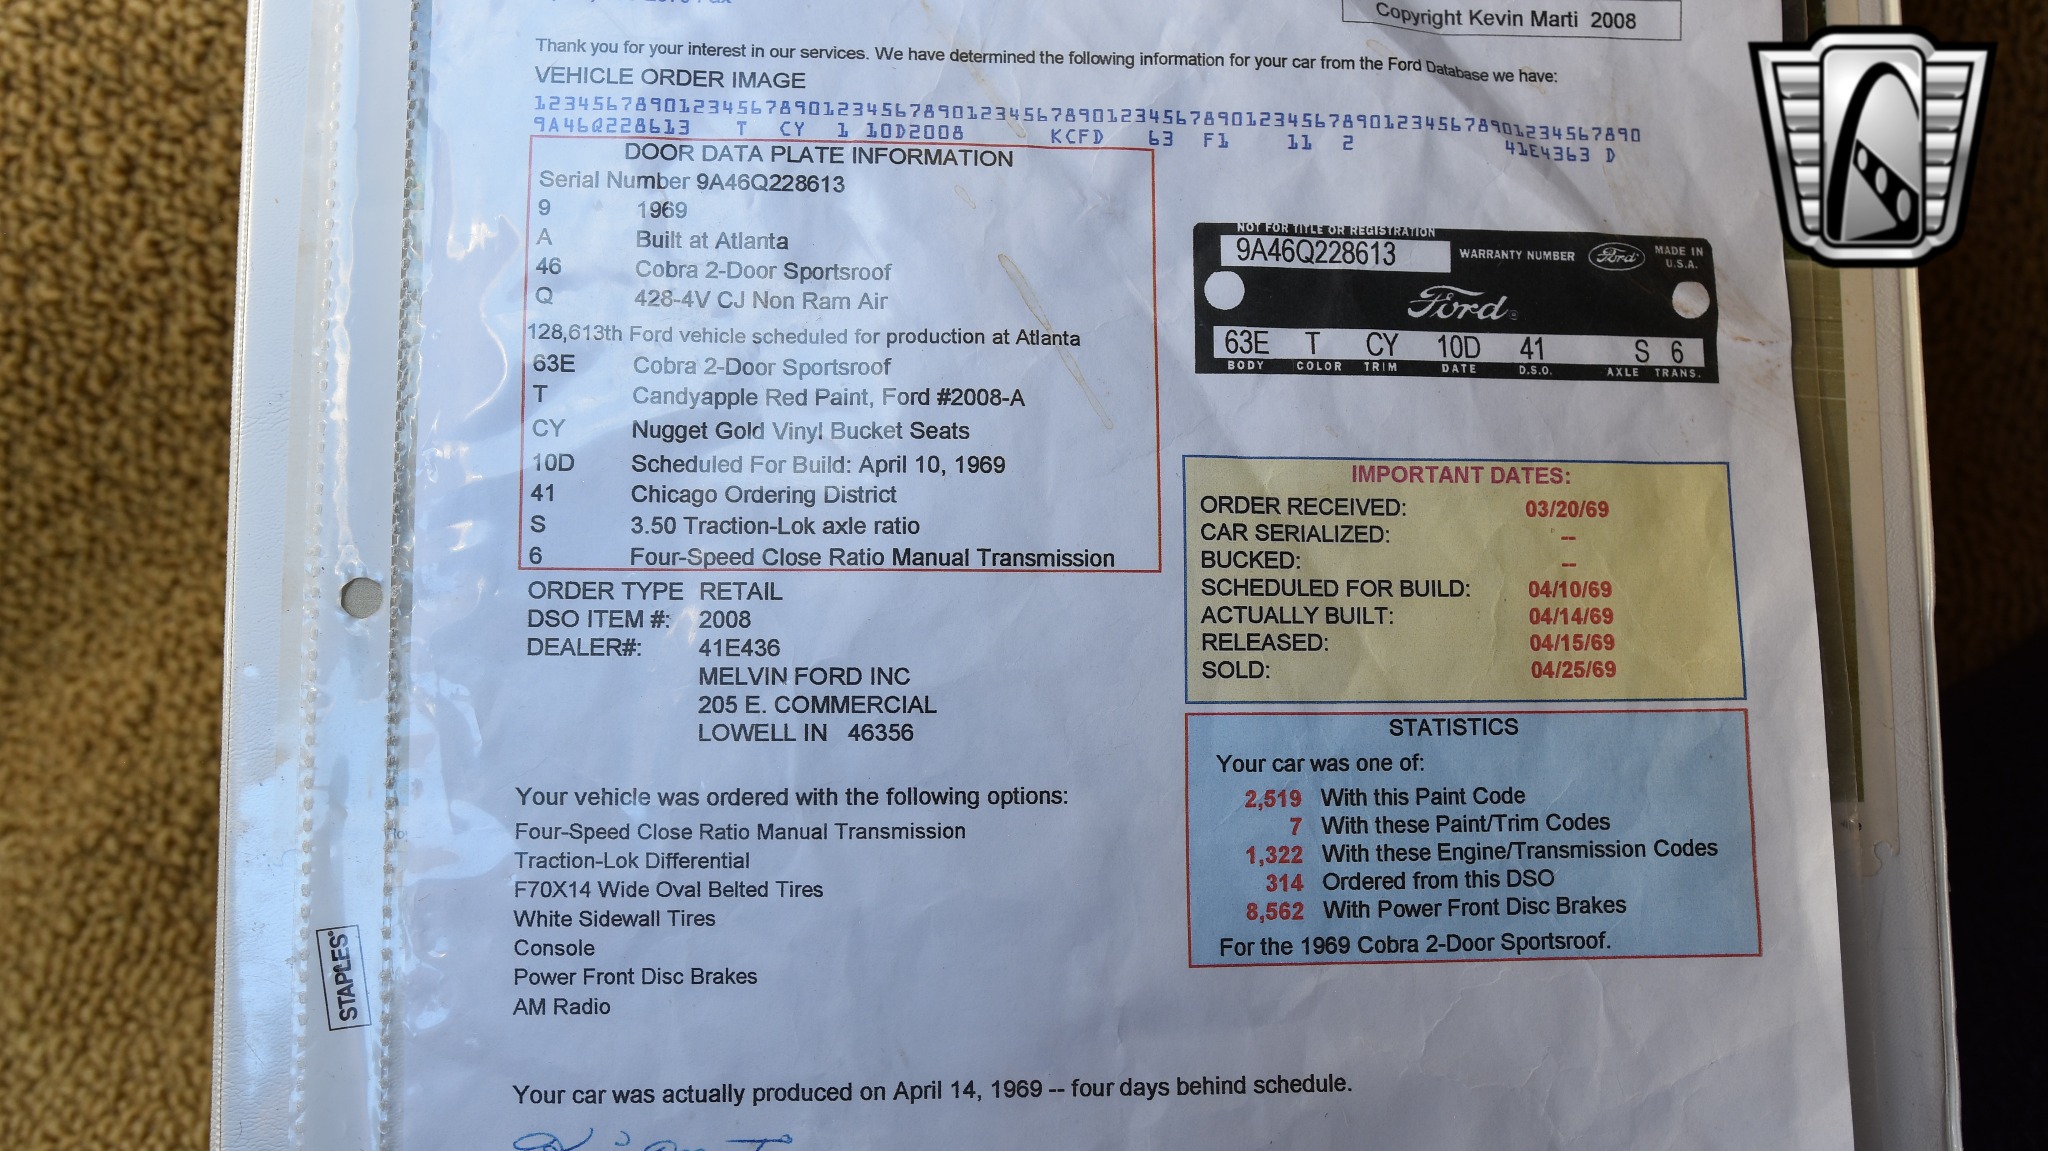 Copyright Kevin Marti 2008
Thank you for your interest in our services. We have determined the following information for your car from the Ford Database we have:
VEHICLE ORDER IMAGE
12345678901234567890123456789012345678901234567890123456789012345678901234567890
9A46Q228613 T CY 1 10D2008 KCFD 63 F1 11 2 41E4363 D
DOOR DATA PLATE INFORMATION
Serial Number 9A46Q228613
9 1969
A Built at Atlanta
46 Cobra 2-Door Sportsroof
Q 428-4V CJ Non Ram Air
128,613th Ford vehicle scheduled for production at Atlanta
63E Cobra 2-Door Sportsroof
T Candyapple Red Paint, Ford #2008-A
CY Nugget Gold Vinyl Bucket Seats
10D Scheduled For Build: April 10, 1969
41 Chicago Ordering District
S 3.50 Traction-Lok axle ratio
6 Four-Speed Close Ratio Manual Transmission
NOT FOR TITLE OR REGISTRATION
9A46Q228613 WARRANTY NUMBER Ford MADE IN U.S.A.
Ford
63E T CY 10D 41 S 6
BODY COLOR TRIM DATE D.S.O. AXLE TRANS.
ORDER TYPE RETAIL
DSO ITEM #: 2008
DEALER#: 41E436
MELVIN FORD INC
205 E. COMMERCIAL
LOWELL IN 46356
IMPORTANT DATES:
ORDER RECEIVED: 03/20/69
CAR SERIALIZED: --
BUCKED: --
SCHEDULED FOR BUILD: 04/10/69
ACTUALLY BUILT: 04/14/69
RELEASED: 04/15/69
SOLD: 04/25/69
Your vehicle was ordered with the following options:
Four-Speed Close Ratio Manual Transmission
Traction-Lok Differential
F70X14 Wide Oval Belted Tires
White Sidewall Tires
Console
Power Front Disc Brakes
AM Radio
STATISTICS
Your car was one of:
2,519 With this Paint Code
7 With these Paint/Trim Codes
1,322 With these Engine/Transmission Codes
314 Ordered from this DSO
8,562 With Power Front Disc Brakes
For the 1969 Cobra 2-Door Sportsroof.
Your car was actually produced on April 14, 1969 -- four days behind schedule.
STAPLES